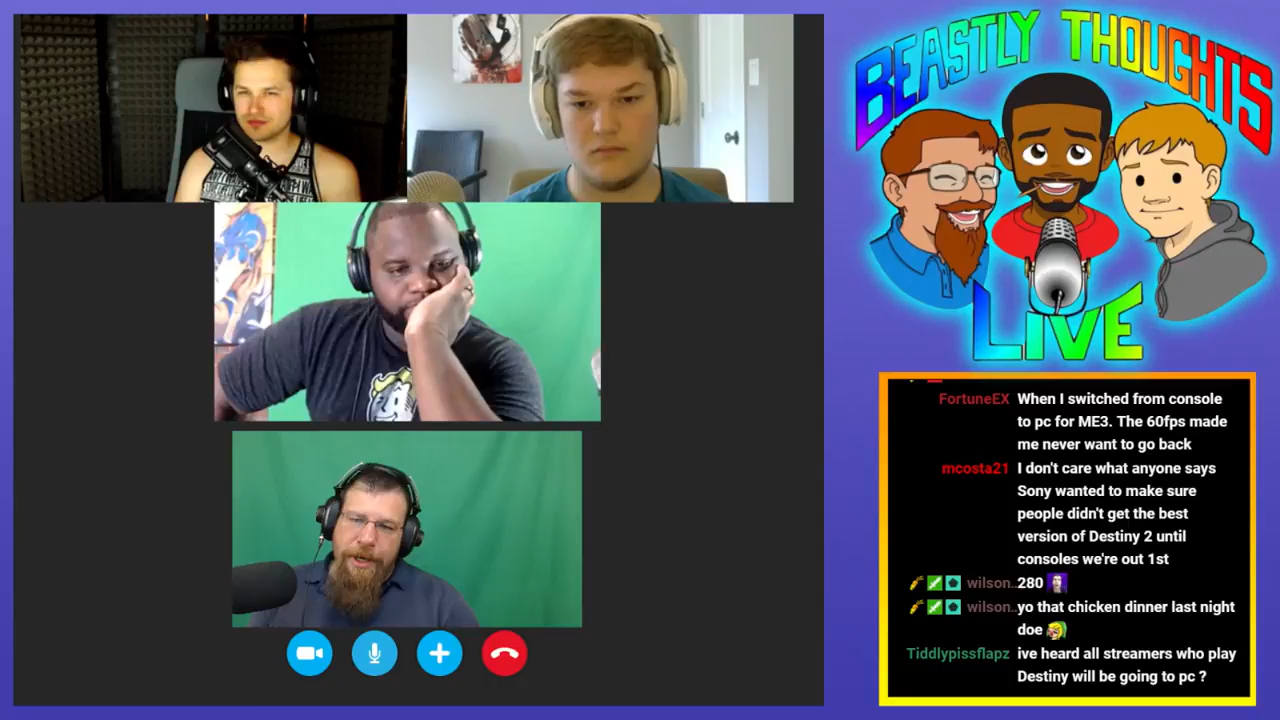 BEASTLY THOUGHTS
LIVE
FortuneEX When I switched from console
to pc for ME3. The 60fps made
me never want to go back
mcosta21 I don't care what anyone says
Sony wanted to make sure
people didn't get the best
version of Destiny 2 until
consoles we're out 1st
wilson... 280
wilson... yo that chicken dinner last night
doe
Tiddlypissflapz ive heard all streamers who play
Destiny will be going to pc ?